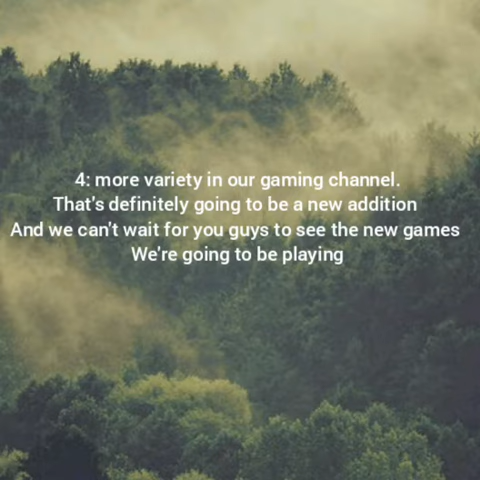 4: more variety in our gaming channel.
That's definitely going to be a new addition
And we can't wait for you guys to see the new games
We're going to be playing